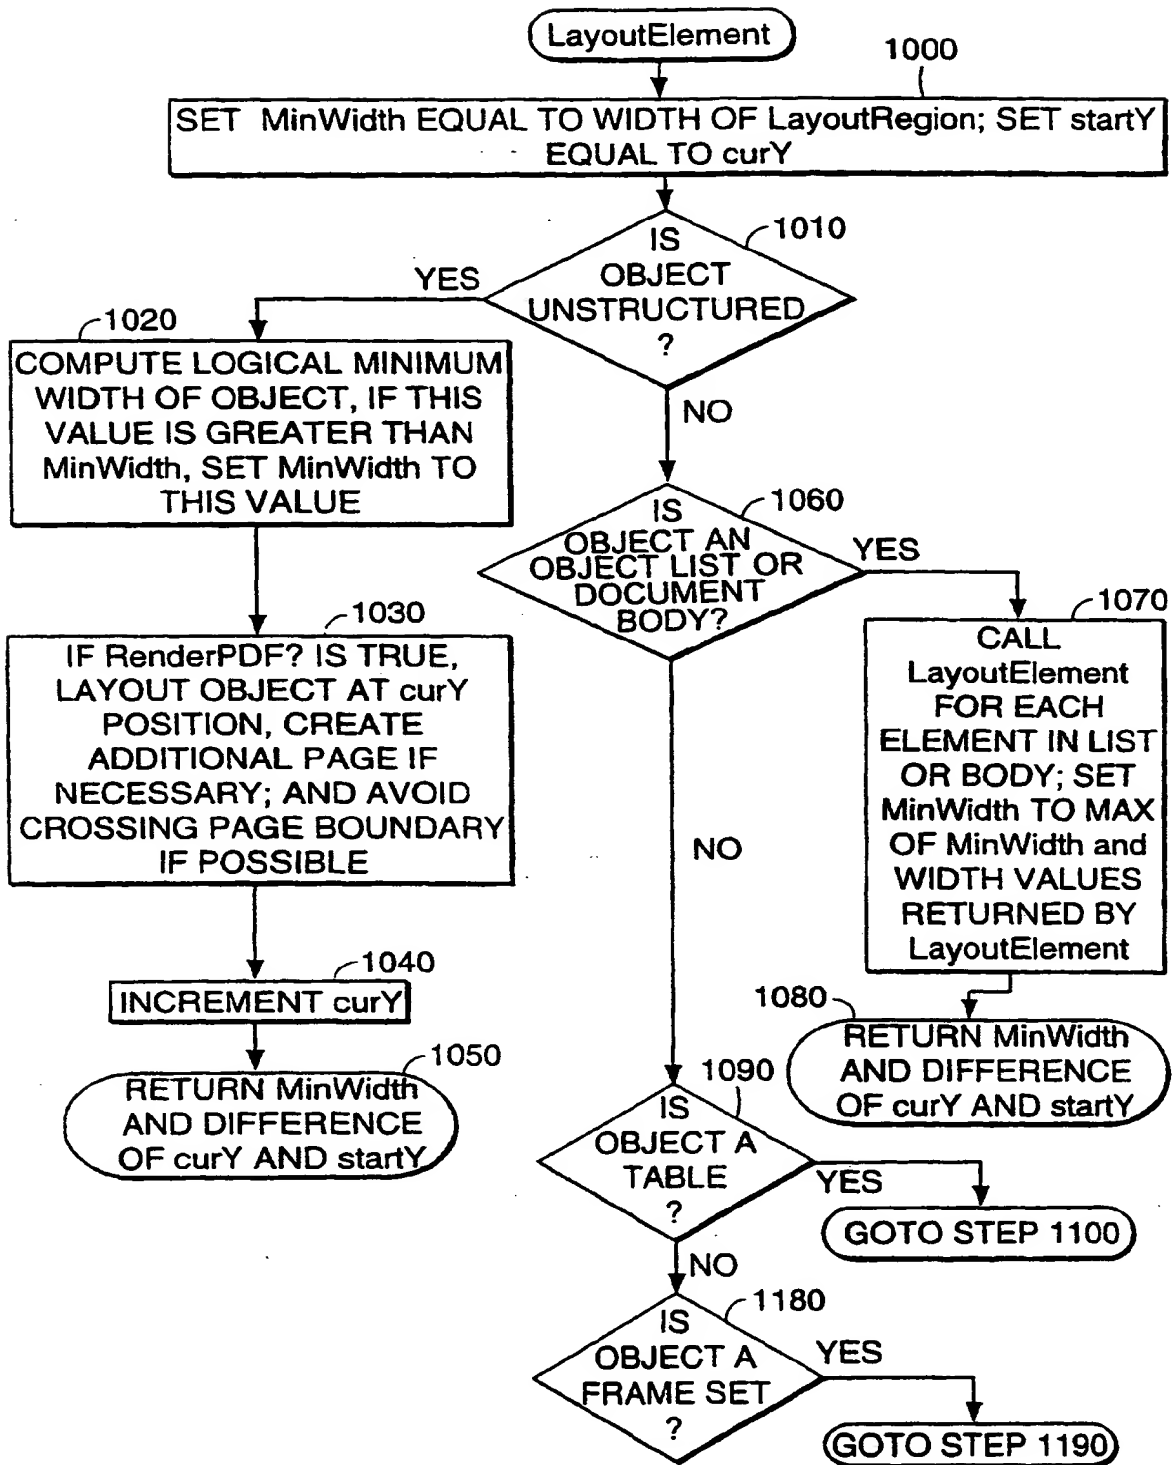 LayoutElement
1000
SET MinWidth EQUAL TO WIDTH OF LayoutRegion; SET startY
EQUAL TO curY
1010
IS
OBJECT
UNSTRUCTURED
?
YES
NO
1020
COMPUTE LOGICAL MINIMUM
WIDTH OF OBJECT, IF THIS
VALUE IS GREATER THAN
MinWidth, SET MinWidth TO
THIS VALUE
1030
IF RenderPDF? IS TRUE,
LAYOUT OBJECT AT curY
POSITION, CREATE
ADDITIONAL PAGE IF
NECESSARY; AND AVOID
CROSSING PAGE BOUNDARY
IF POSSIBLE
1040
INCREMENT curY
1050
RETURN MinWidth
AND DIFFERENCE
OF curY AND startY
1060
IS
OBJECT AN
OBJECT LIST OR
DOCUMENT
BODY?
YES
NO
1070
CALL
LayoutElement
FOR EACH
ELEMENT IN LIST
OR BODY; SET
MinWidth TO MAX
OF MinWidth and
WIDTH VALUES
RETURNED BY
LayoutElement
1080
RETURN MinWidth
AND DIFFERENCE
OF curY AND startY
1090
IS
OBJECT A
TABLE
?
YES
GOTO STEP 1100
NO
1180
IS
OBJECT A
FRAME SET
?
YES
GOTO STEP 1190